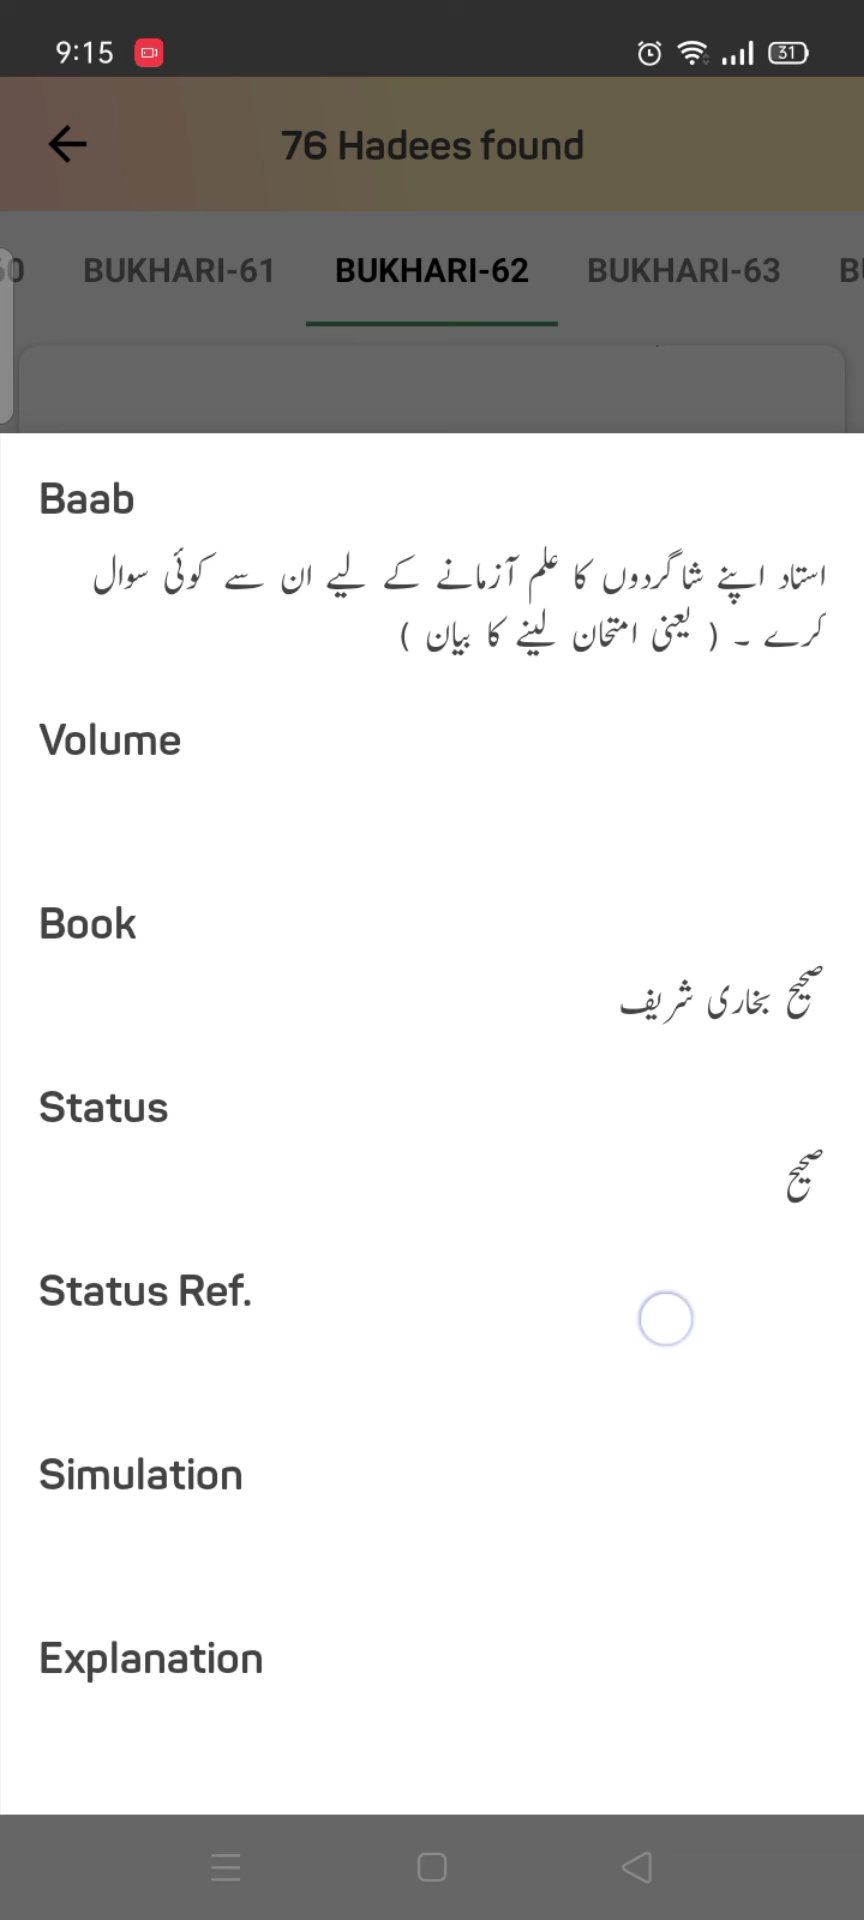 9:15
31
76 Hadees found
BUKHARI-61
BUKHARI-62
BUKHARI-63
Baab
استاد اپنے شاگردوں کا علم آزمانے کے لیے ان سے کوئی سوال
کرے ۔ ( یعنی امتحان لینے کا بیان )
Volume
Book
صحیح بخاری شریف
Status
صحیح
Status Ref.
Simulation
Explanation